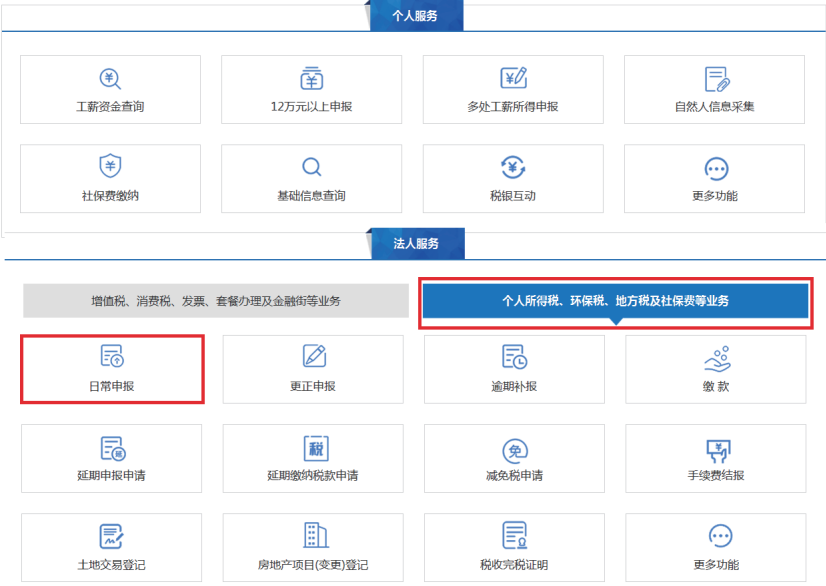 个人服务
工薪资金查询
12万元以上申报
多处工薪所得申报
自然人信息采集
社保费缴纳
基础信息查询
税银互动
更多功能
法人服务
增值税、消费税、发票、套餐办理及金融街等业务
个人所得税、环保税、地方税及社保费等业务
日常申报
更正申报
逾期补报
缴 款
延期申报申请
税
延期缴纳税款申请
免
减免税申请
手续费结报
土地交易登记
房地产项目(变更)登记
税收完税证明
更多功能